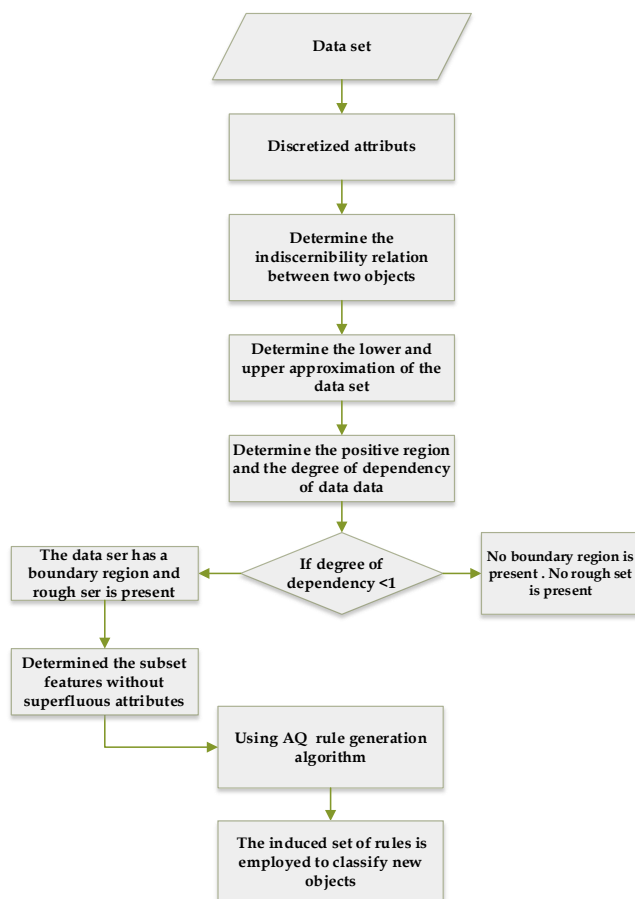 Data set
Discretized attributs
Determine the
indiscernibility relation
between two objects
Determine the lower and
upper approximation of the
data set
Determine the positive region
and the degree of dependency
of data data
If degree of
dependency <1
The data ser has a
boundary region and
rough ser is present
No boundary region is
present . No rough set
is present
Determined the subset
features without
superfluous attributes
Using AQ rule generation
algorithm
The induced set of rules is
employed to classify new
objects